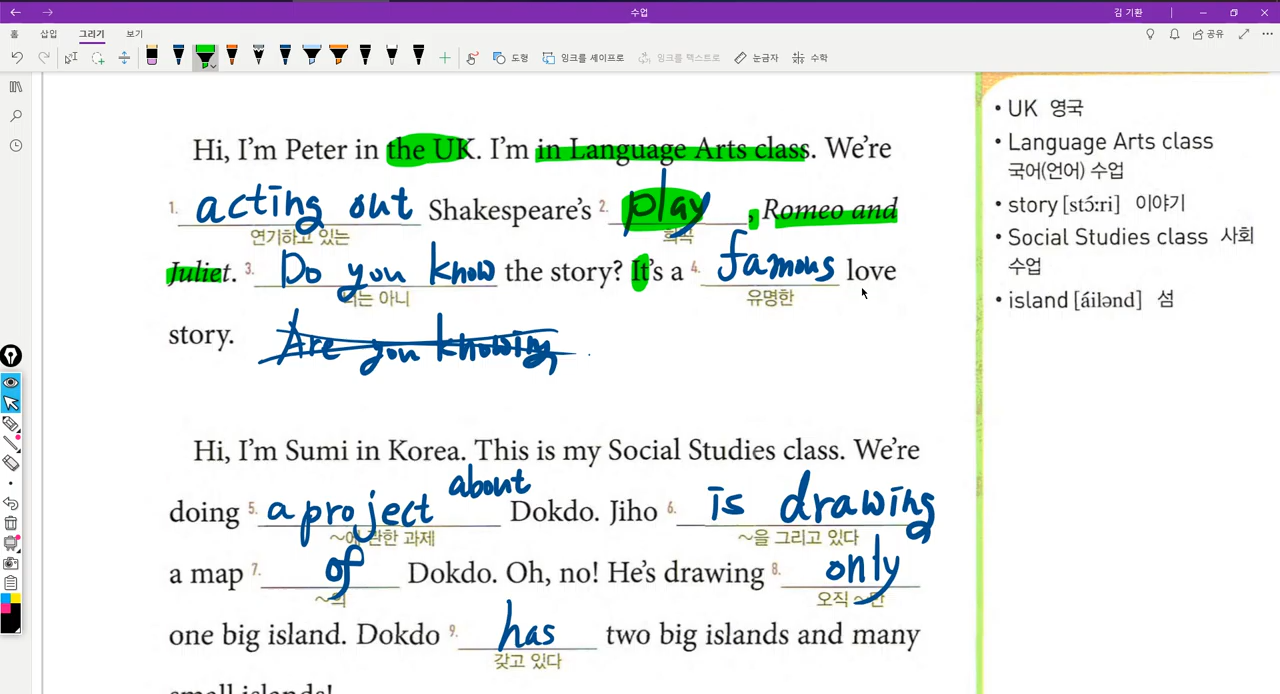 수업
김 기환
홈 삽입 그리기 보기
공유
도형 잉크를 셰이프로 잉크를 텍스트로 눈금자 수학
Hi, I'm Peter in the UK. I'm in Language Arts class. We're
1. acting out Shakespeare's 2. play, Romeo and
연기하고 있는 희곡
Juliet. 3. Do you know the story? It's a 4. famous love
너는 아니 유명한
story. Are you knowing
Hi, I'm Sumi in Korea. This is my Social Studies class. We're
doing 5. a project about Dokdo. Jiho 6. is drawing
~에 관한 과제 ~을 그리고 있다
a map 7. of Dokdo. Oh, no! He's drawing 8. only
~의 오직 ~만
one big island. Dokdo 9. has two big islands and many
갖고 있다
small islands!
• UK 영국
• Language Arts class
국어(언어) 수업
• story [stɔ́ːri] 이야기
• Social Studies class 사회
수업
• island [áilənd] 섬